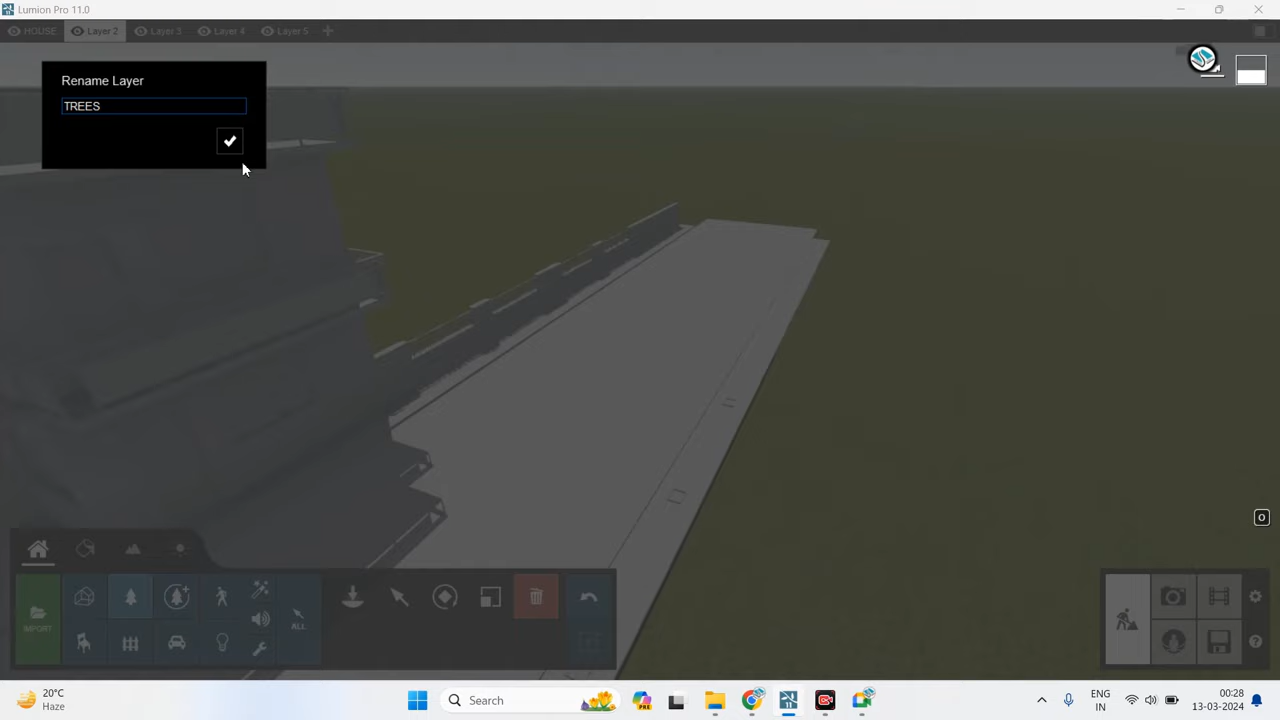 Lumion Pro 11.0
HOUSE Layer 2 Layer 3 Layer 4 Layer 5
Rename Layer
TREES
O
IMPORT
ALL
20°C
Haze
Search
PRE
ENG
IN
00:28
13-03-2024